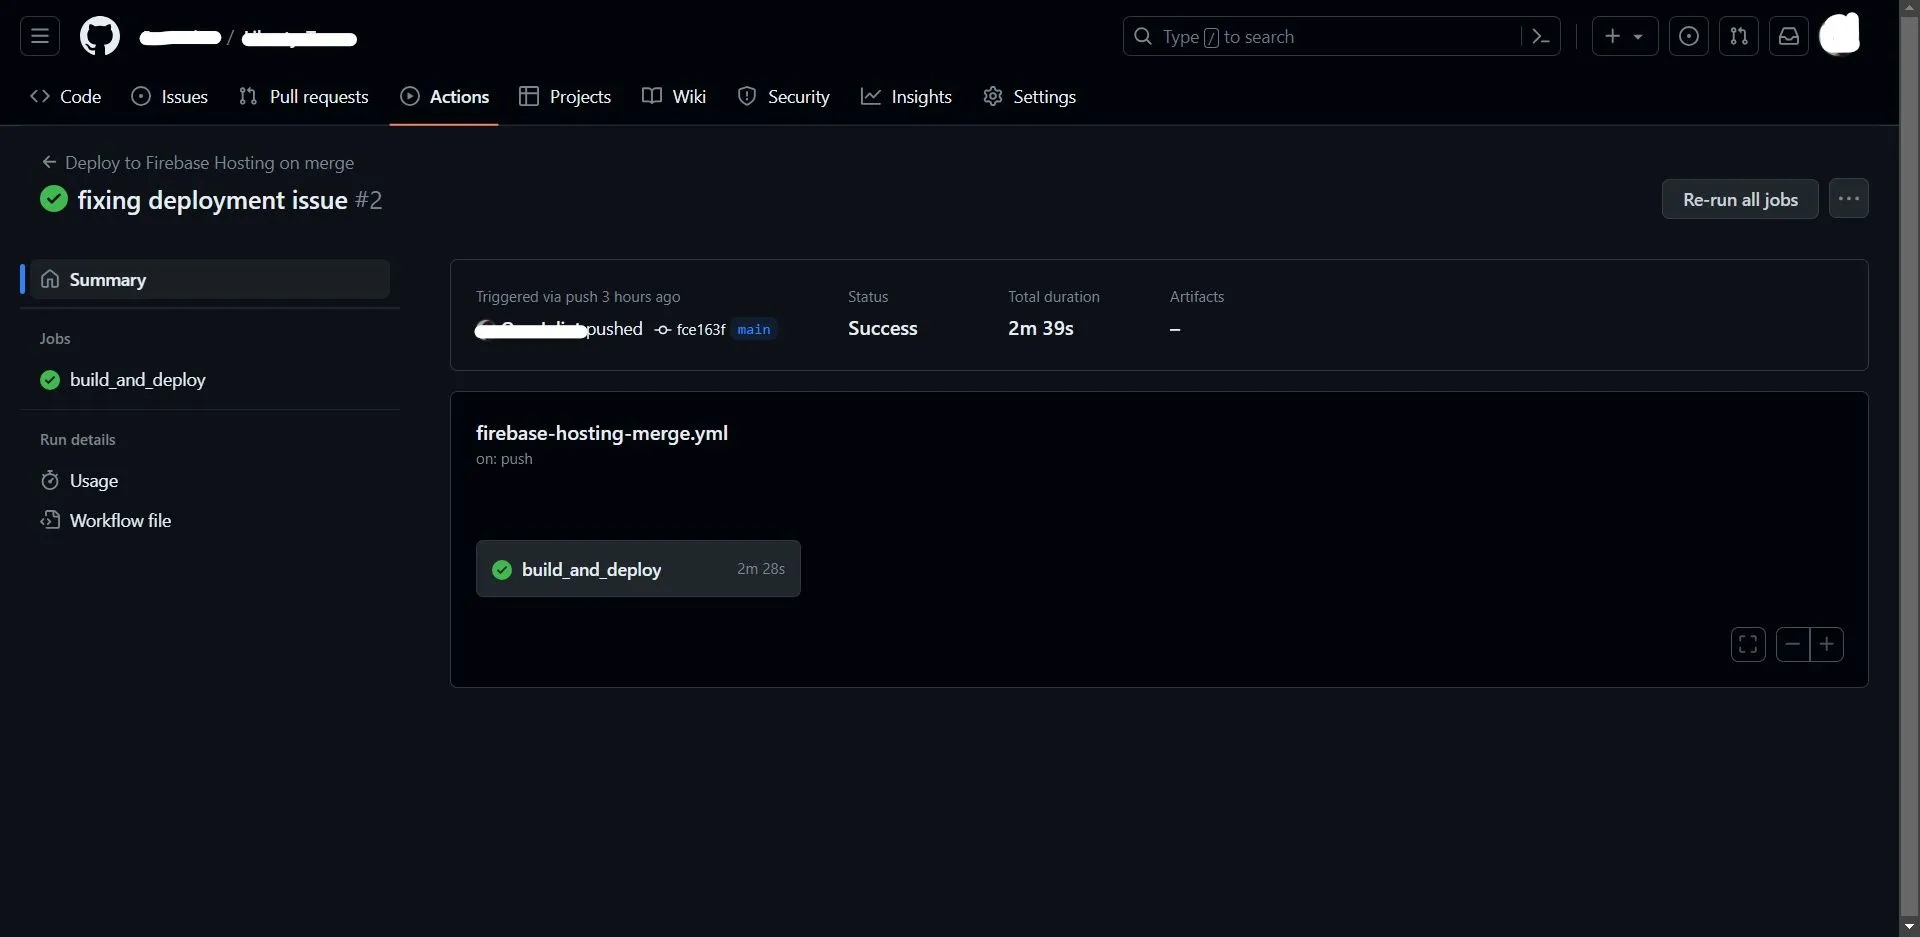 /
Type / to search
Code Issues Pull requests Actions Projects Wiki Security Insights Settings
Deploy to Firebase Hosting on merge
fixing deployment issue #2
Re-run all jobs
Summary
Jobs
build_and_deploy
Run details
Usage
Workflow file
Triggered via push 3 hours ago
pushed fce163f main
Status
Success
Total duration
2m 39s
Artifacts
–
firebase-hosting-merge.yml
on: push
build_and_deploy 2m 28s